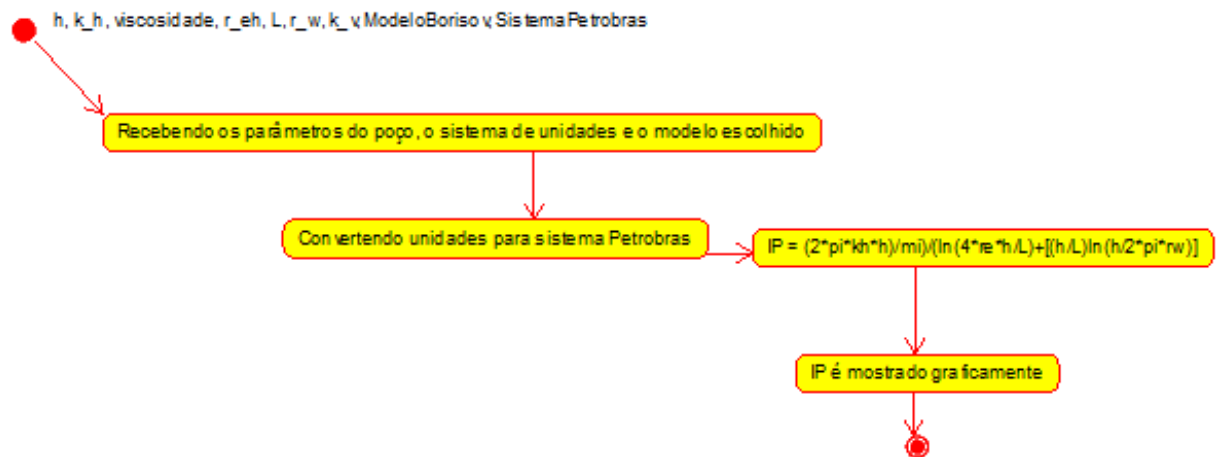 h, k_h, viscosidade, r_eh, L, r_w, k_v, ModeloBorisov, SistemaPetrobras
Recebendo os parâmetros do poço, o sistema de unidades e o modelo escolhido
Convertendo unidades para sistema Petrobras
IP = (2*pi*kh*h)/mi)/(ln(4*re*h/L)+[(h/L)ln(h/2*pi*rw)]
IP é mostrado graficamente